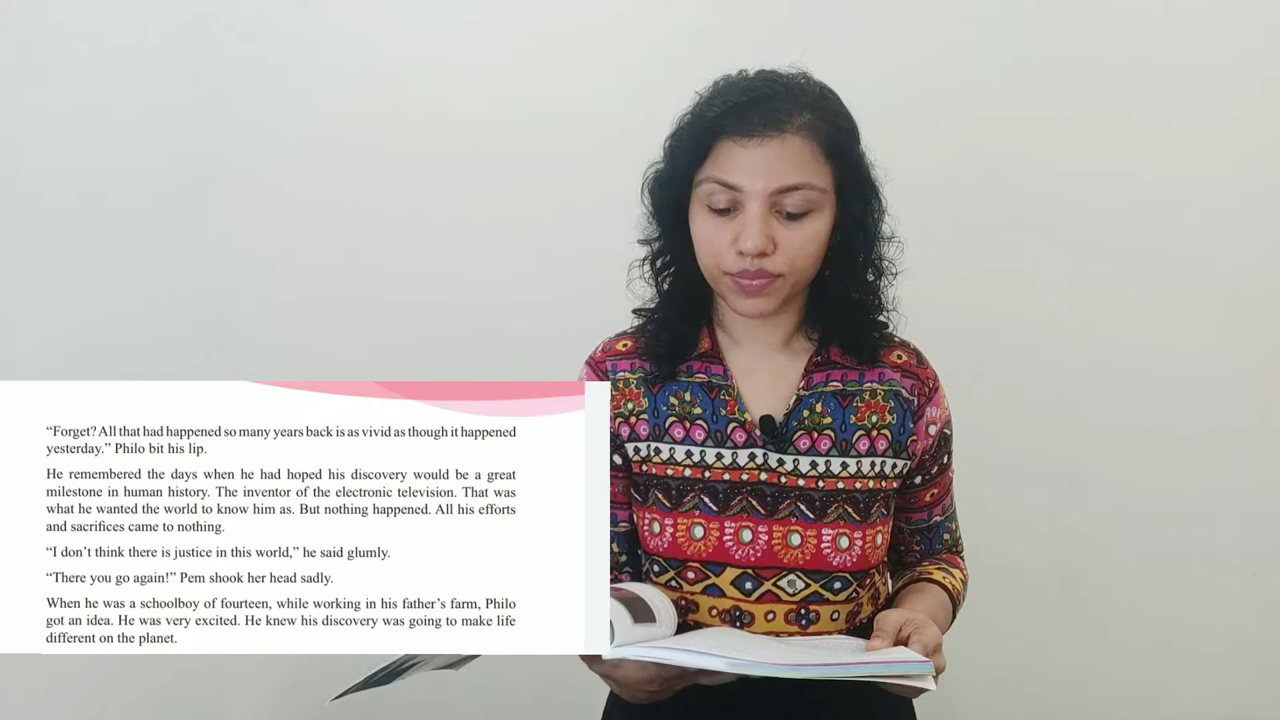 “Forget? All that had happened so many years back is as vivid as though it happened
yesterday.” Philo bit his lip.
He remembered the days when he had hoped his discovery would be a great
milestone in human history. The inventor of the electronic television. That was
what he wanted the world to know him as. But nothing happened. All his efforts
and sacrifices came to nothing.
“I don’t think there is justice in this world,” he said glumly.
“There you go again!” Pem shook her head sadly.
When he was a schoolboy of fourteen, while working in his father’s farm, Philo
got an idea. He was very excited. He knew his discovery was going to make life
different on the planet.